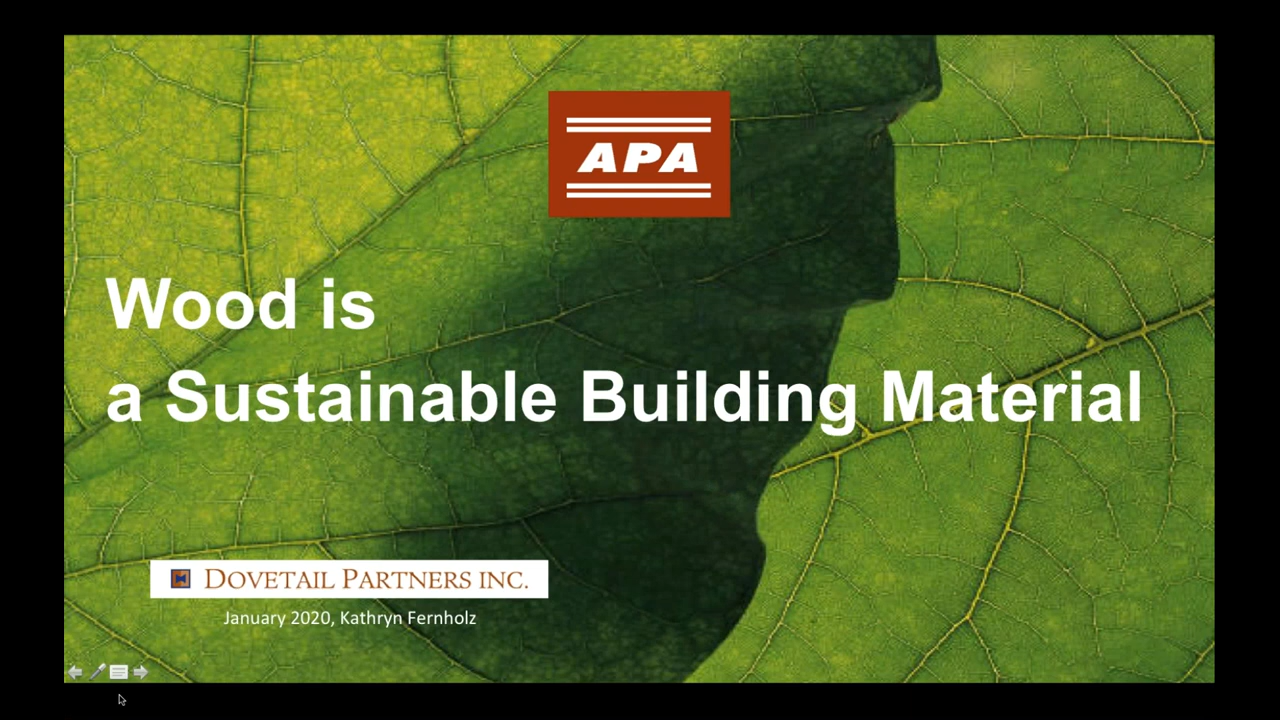 APA
Wood is
a Sustainable Building Material
DOVETAIL PARTNERS INC.
January 2020, Kathryn Fernholz